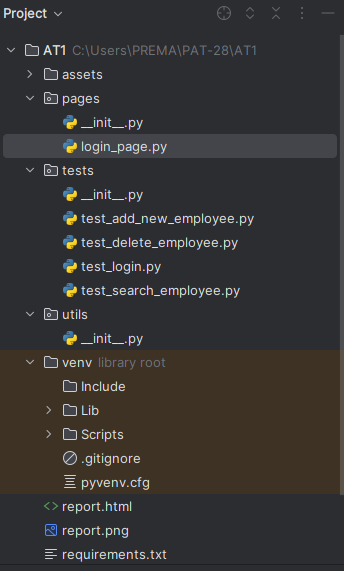 Project
AT1 C:\Users\PREMA\PAT-28\AT1
assets
pages
__init__.py
login_page.py
tests
__init__.py
test_add_new_employee.py
test_delete_employee.py
test_login.py
test_search_employee.py
utils
__init__.py
venv library root
Include
Lib
Scripts
.gitignore
pyvenv.cfg
report.html
report.png
requirements.txt